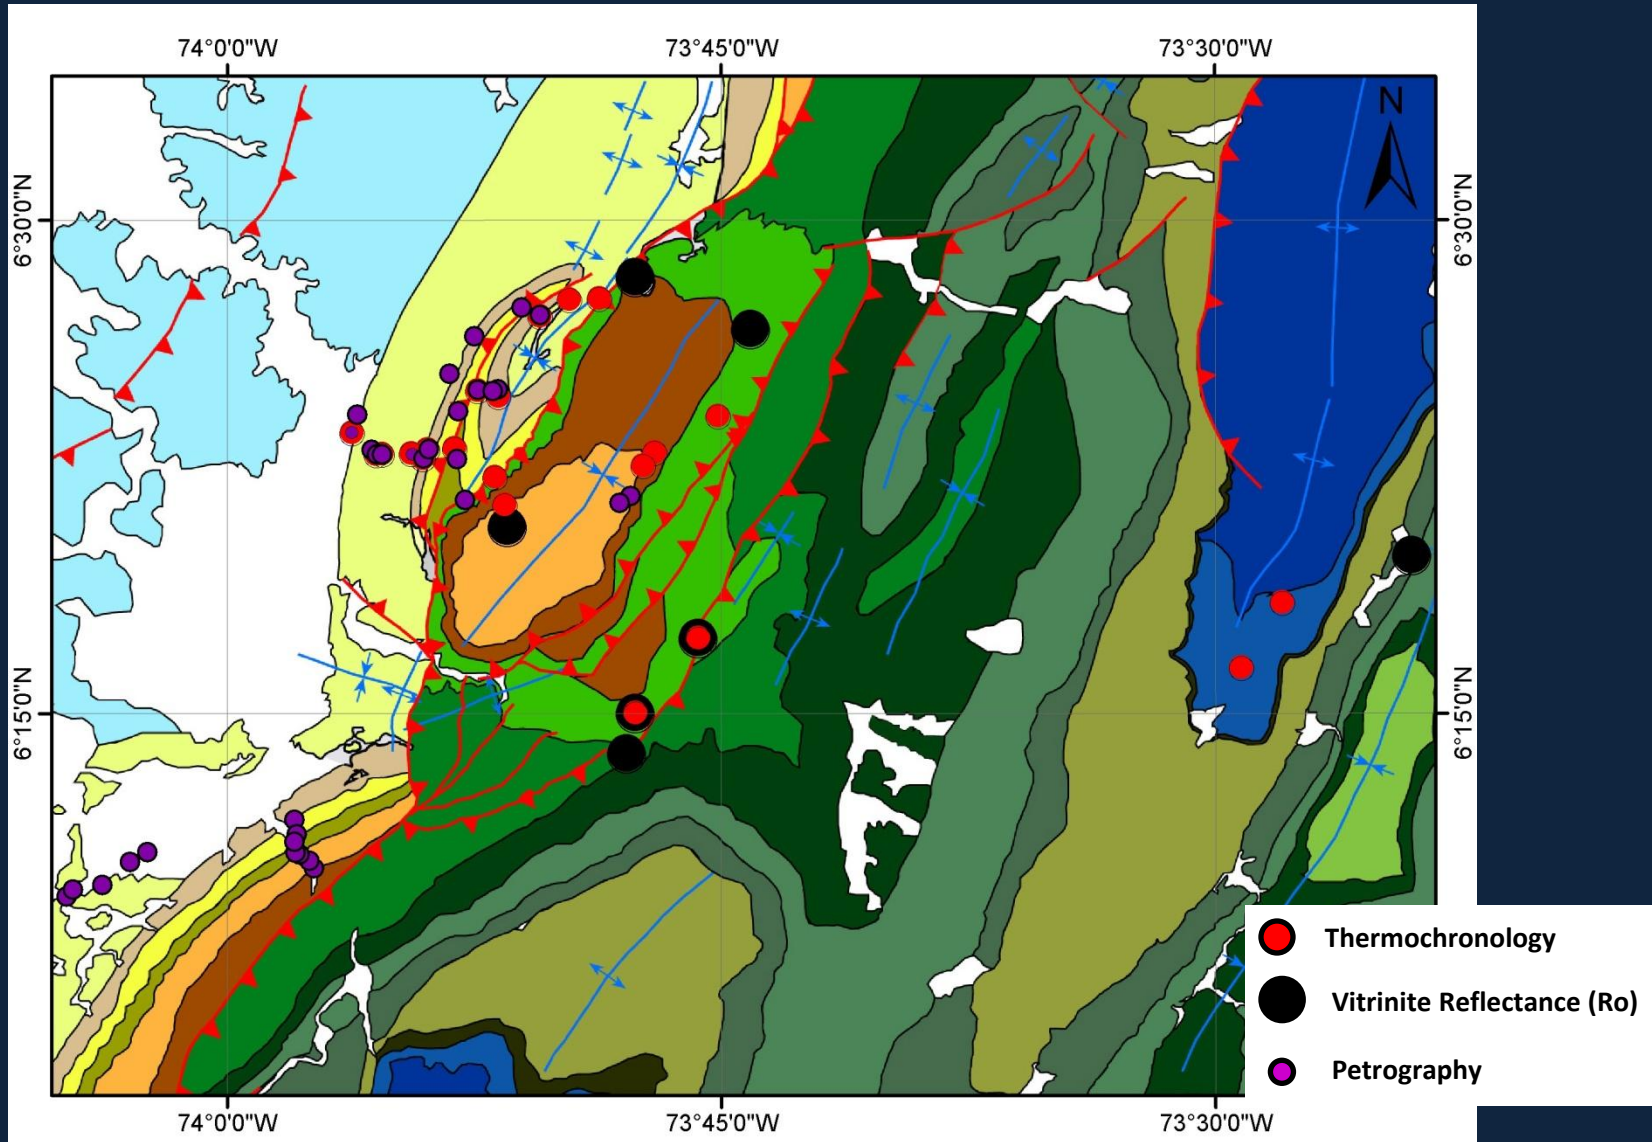 74°0'0"W 73°45'0"W 73°30'0"W
N
6°30'0"N 6°30'0"N
6°15'0"N 6°15'0"N
Thermochronology
Vitrinite Reflectance (Ro)
Petrography
74°0'0"W 73°45'0"W 73°30'0"W